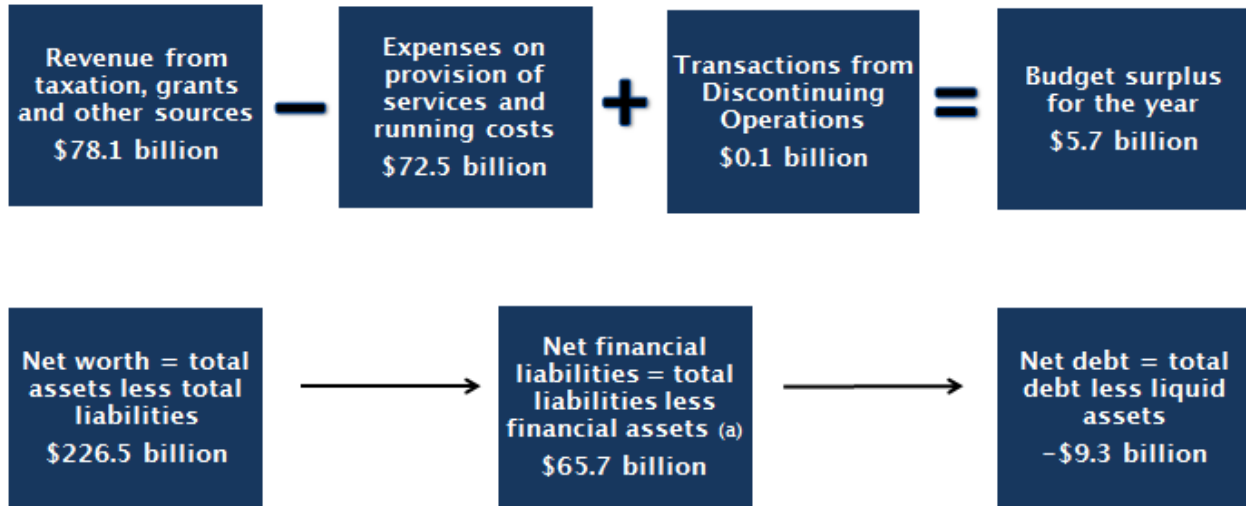 Revenue from
taxation, grants
and other sources
$78.1 billion
–
Expenses on
provision of
services and
running costs
$72.5 billion
+
Transactions from
Discontinuing
Operations
$0.1 billion
=
Budget surplus
for the year
$5.7 billion
Net worth = total
assets less total
liabilities
$226.5 billion
Net financial
liabilities = total
liabilities less
financial assets (a)
$65.7 billion
Net debt = total
debt less liquid
assets
-$9.3 billion